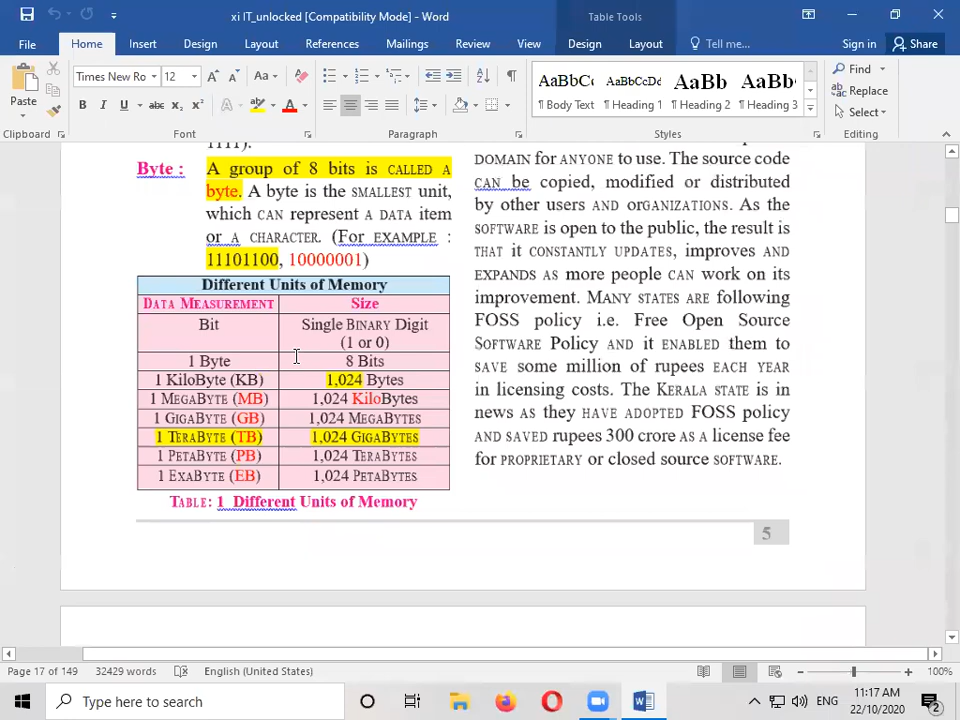 xi IT_unlocked [Compatibility Mode] - Word
Table Tools
File
Home
Insert
Design
Layout
References
Mailings
Review
View
Design
Layout
Tell me...
Sign in
Share
Paste
Times New Ro
12
Aa
B I U abc x₂ x²
A
AaBbCc
¶ Body Text
AaBbCcDd
¶ Heading 1
AaBb
¶ Heading 2
AaBbC
¶ Heading 3
Find
Replace
Select
Clipboard
Font
Paragraph
Styles
Editing
1111).
Byte :
A group of 8 bits is CALLED A
byte. A byte is the SMALLEST unit,
which CAN represent A DATA item
or A CHARACTER. (For EXAMPLE :
11101100, 10000001)
Different Units of Memory
DATA MEASUREMENT
Size
Bit
Single BINARY Digit
(1 or 0)
1 Byte
8 Bits
1 KiloByte (KB)
1,024 Bytes
1 MEGABYTE (MB)
1,024 KiloBytes
1 GIGABYTE (GB)
1,024 MEGABYTES
1 TERABYTE (TB)
1,024 GIGABYTES
1 PETABYTE (PB)
1,024 TERABYTES
1 EXABYTE (EB)
1,024 PETABYTES
TABLE: 1 Different Units of Memory
DOMAIN for ANYONE to use. The source code
CAN be copied, modified or distributed
by other users AND orGANIZATIONS. As the
SOFTWARE is open to the public, the result is
THAT it CONSTANTLY UPDATES, improves AND
EXPANDS AS more people CAN work on its
improvement. MANY STATES ARE following
FOSS policy i.e. Free Open Source
SOFTWARE Policy AND it ENABLED them to
SAVE some million of rupees EACH YEAR
in licensing costs. The KERALA STATE is in
news AS they HAVE ADOPTED FOSS policy
AND SAVED rupees 300 crore AS A license fee
for PROPRIETARY or closed source SOFTWARE.
5
Page 17 of 149
32429 words
English (United States)
100%
Type here to search
ENG
11:17 AM
22/10/2020
2